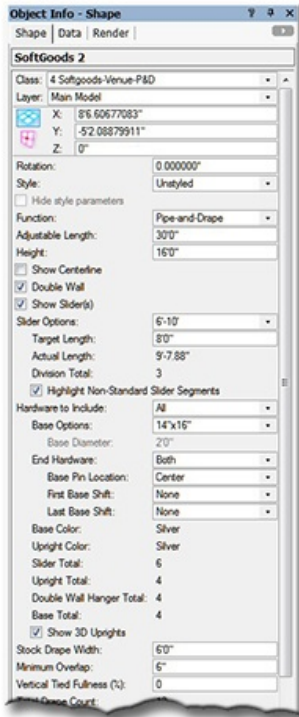 Object Info - Shape
Shape Data Render
SoftGoods 2
Class: 4 Softgoods-Venue-P&D
Layer: Main Model
X: 8'6.60677083"
Y: -5'2.08879911"
Z: 0"
Rotation: 0.000000°
Style: Unstyled
Hide style parameters
Function: Pipe-and-Drape
Adjustable Length: 30'0"
Height: 16'0"
Show Centerline
Double Wall
Show Slider(s)
Slider Options: 6'-10'
Target Length: 8'0"
Actual Length: 9'-7.88"
Division Total: 3
Highlight Non-Standard Slider Segments
Hardware to Include: All
Base Options: 14"x16"
Base Diameter: 2'0"
End Hardware: Both
Base Pin Location: Center
First Base Shift: None
Last Base Shift: None
Base Color: Silver
Upright Color: Silver
Slider Total: 6
Upright Total: 4
Double Wall Hanger Total: 4
Base Total: 4
Show 3D Uprights
Stock Drape Width: 6'0"
Minimum Overlap: 6"
Vertical Tied Fullness (%): 0
Drape Count: